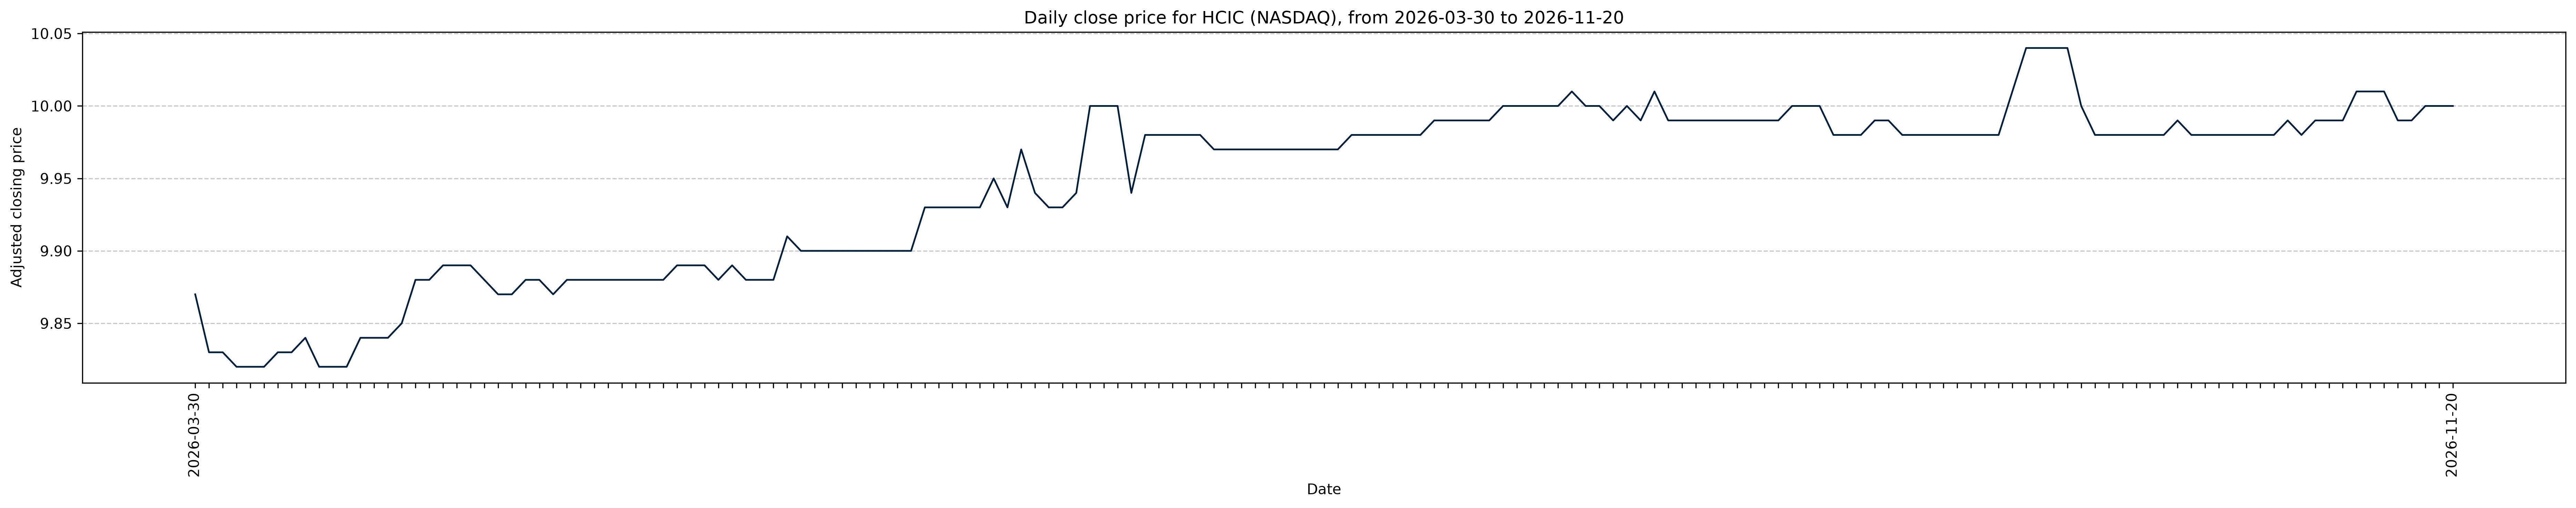 Daily close price for HCIC (NASDAQ), from 2026-03-30 to 2026-11-20
10.05
10.00
9.95
9.90
9.85
Adjusted closing price
2026-03-30
2026-11-20
Date